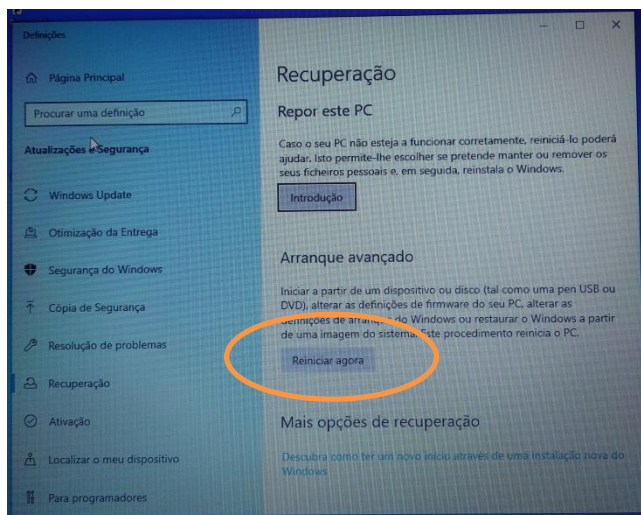 Definições
Página Principal
Procurar uma definição
Atualizações e Segurança
Windows Update
Otimização da Entrega
Segurança do Windows
Cópia de Segurança
Resolução de problemas
Recuperação
Ativação
Localizar o meu dispositivo
Para programadores
Recuperação
Repor este PC
Caso o seu PC não esteja a funcionar corretamente, reiniciá-lo poderá
ajudar. Isto permite-lhe escolher se pretende manter ou remover os
seus ficheiros pessoais e, em seguida, reinstala o Windows.
Introdução
Arranque avançado
Iniciar a partir de um dispositivo ou disco (tal como uma pen USB ou
DVD), alterar as definições de firmware do seu PC, alterar as
definições de arranque do Windows ou restaurar o Windows a partir
de uma imagem do sistema. Este procedimento reinicia o PC.
Reiniciar agora
Mais opções de recuperação
Descubra como ter um novo início através de uma instalação nova do
Windows